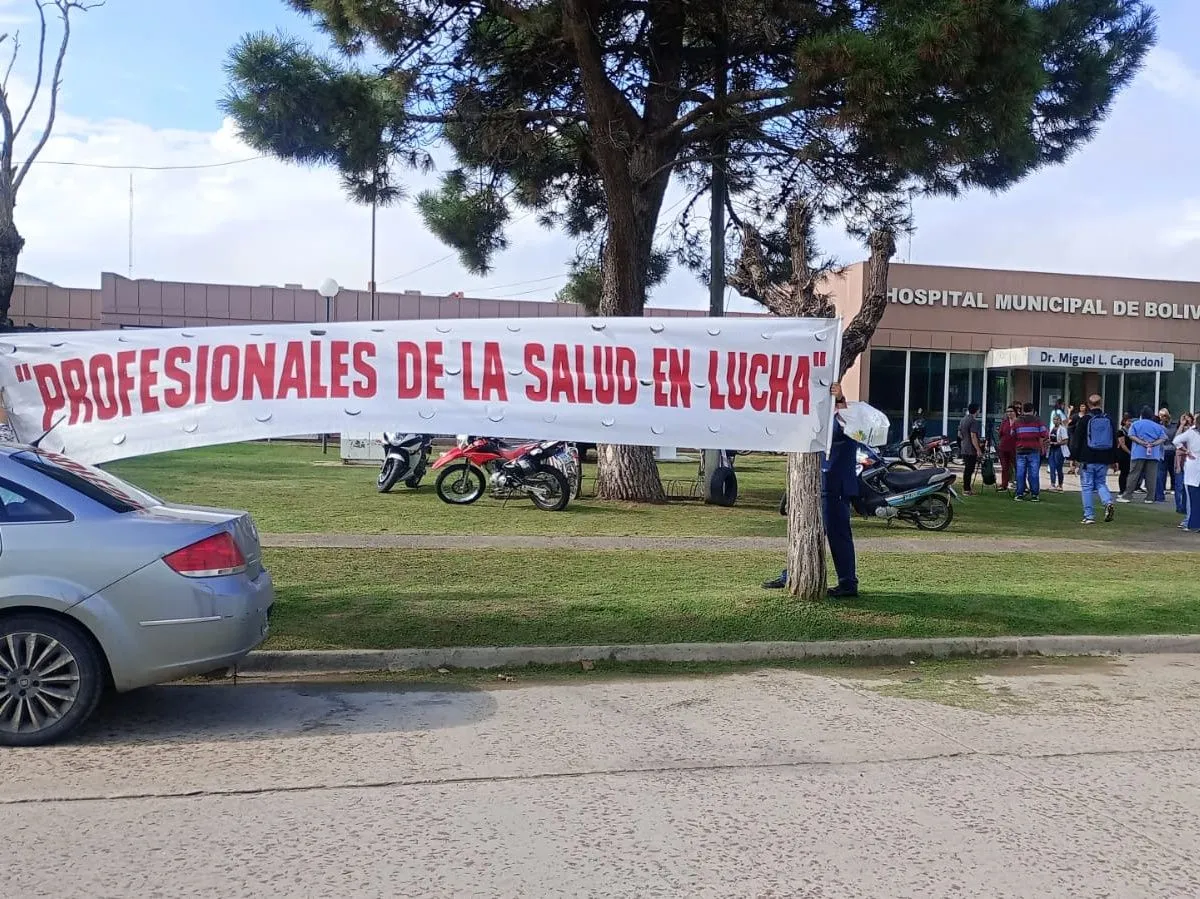 "PROFESIONALES DE LA SALUD EN LUCHA"
HOSPITAL MUNICIPAL DE BOLIV
Dr. Miguel L. Capredoni